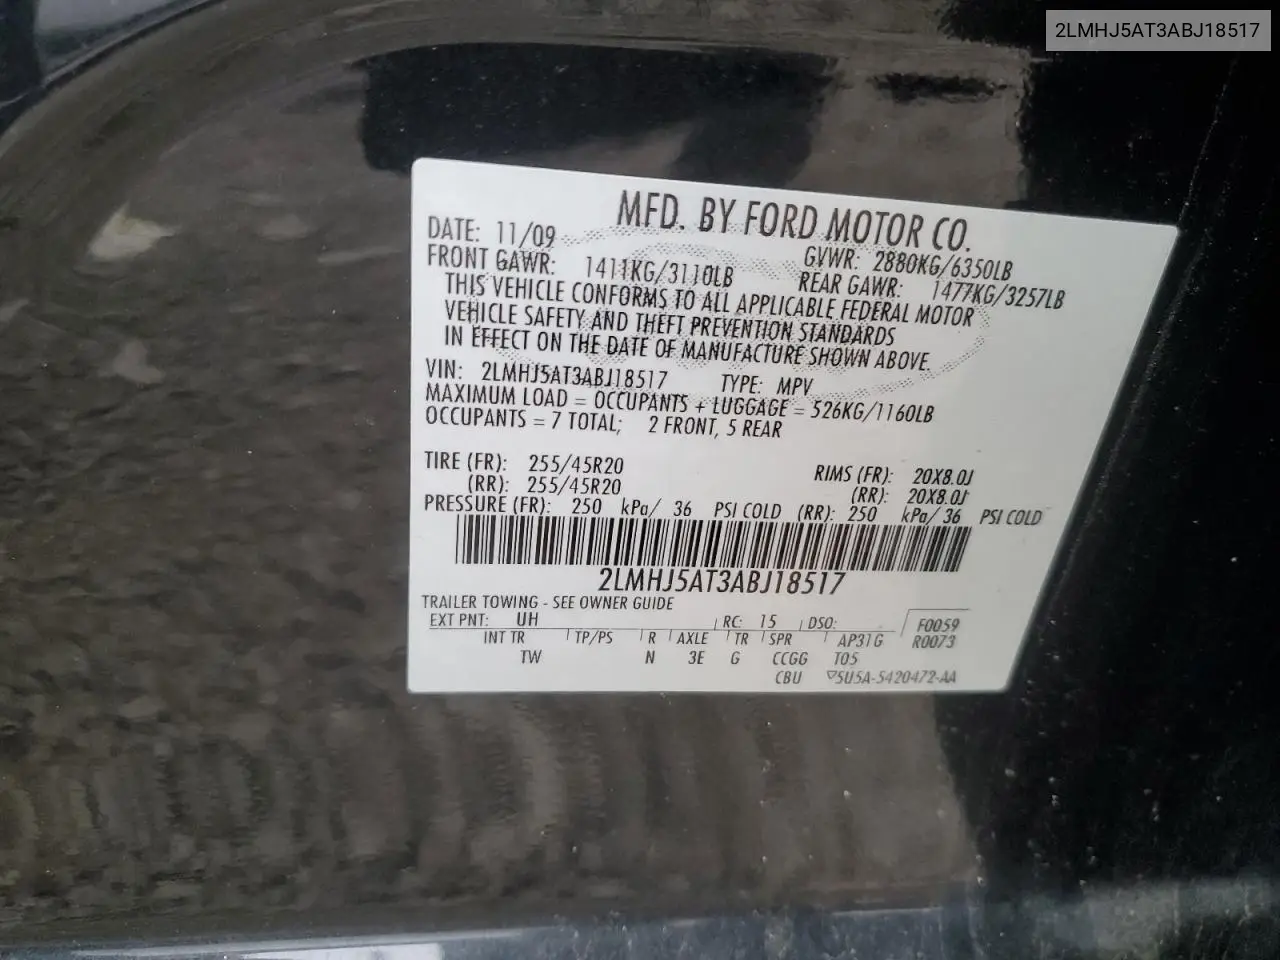 2LMHJ5AT3ABJ18517
MFD. BY FORD MOTOR CO.
DATE: 11/09 GVWR: 2880KG/6350LB
FRONT GAWR: 1411KG/3110LB REAR GAWR: 1477KG/3257LB
THIS VEHICLE CONFORMS TO ALL APPLICABLE FEDERAL MOTOR
VEHICLE SAFETY AND THEFT PREVENTION STANDARDS
IN EFFECT ON THE DATE OF MANUFACTURE SHOWN ABOVE.
VIN: 2LMHJ5AT3ABJ18517 TYPE: MPV
MAXIMUM LOAD = OCCUPANTS + LUGGAGE = 526KG/1160LB
OCCUPANTS = 7 TOTAL; 2 FRONT, 5 REAR
TIRE (FR): 255/45R20 RIMS (FR): 20X8.0J
(RR): 255/45R20 (RR): 20X8.0J
PRESSURE (FR): 250 kPa/ 36 PSI COLD (RR): 250 kPa/ 36 PSI COLD
2LMHJ5AT3ABJ18517
TRAILER TOWING - SEE OWNER GUIDE
EXT PNT: UH RC: 15 DSO: F0059
INT TR TP/PS R AXLE TR SPR AP31G R0073
TW N 3E G CCGG T05
CBU 5U5A-5420472-AA